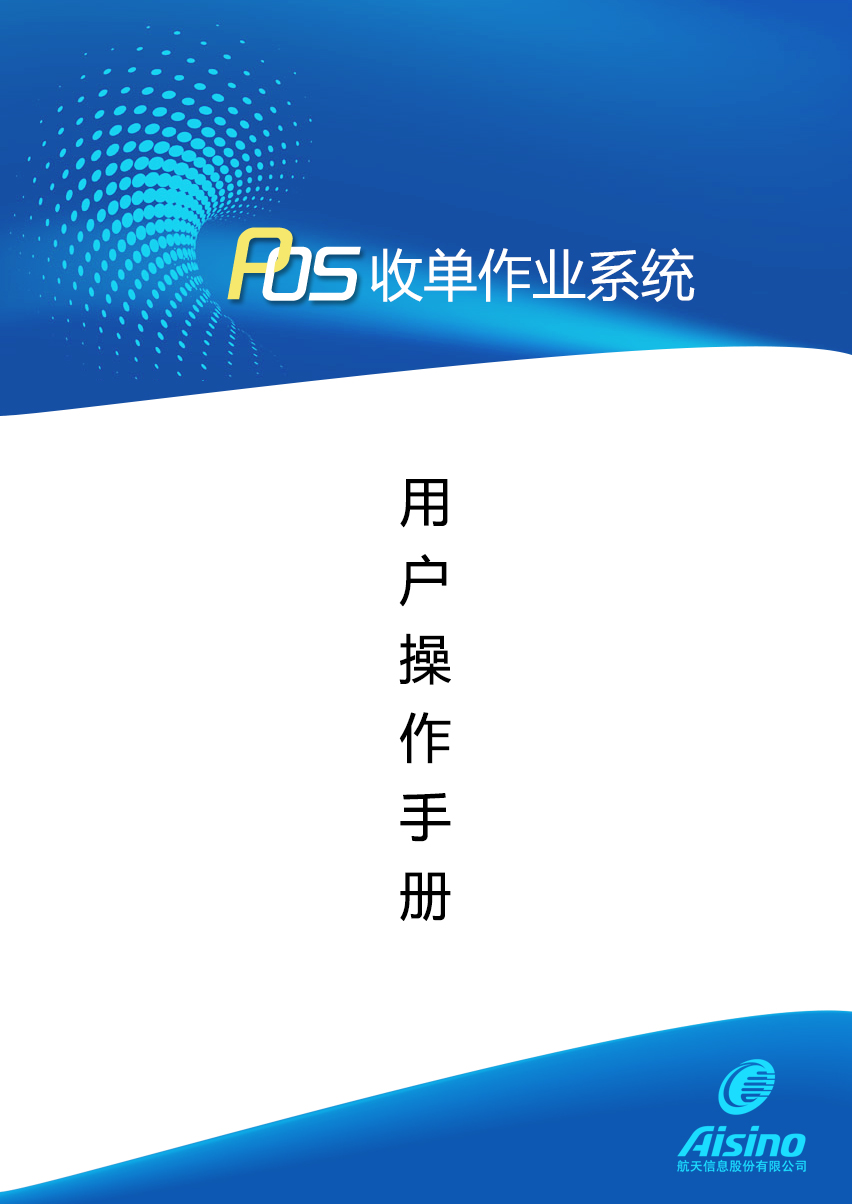 POS收单作业系统
用
户
操
作
手
册
Aisino
航天信息股份有限公司